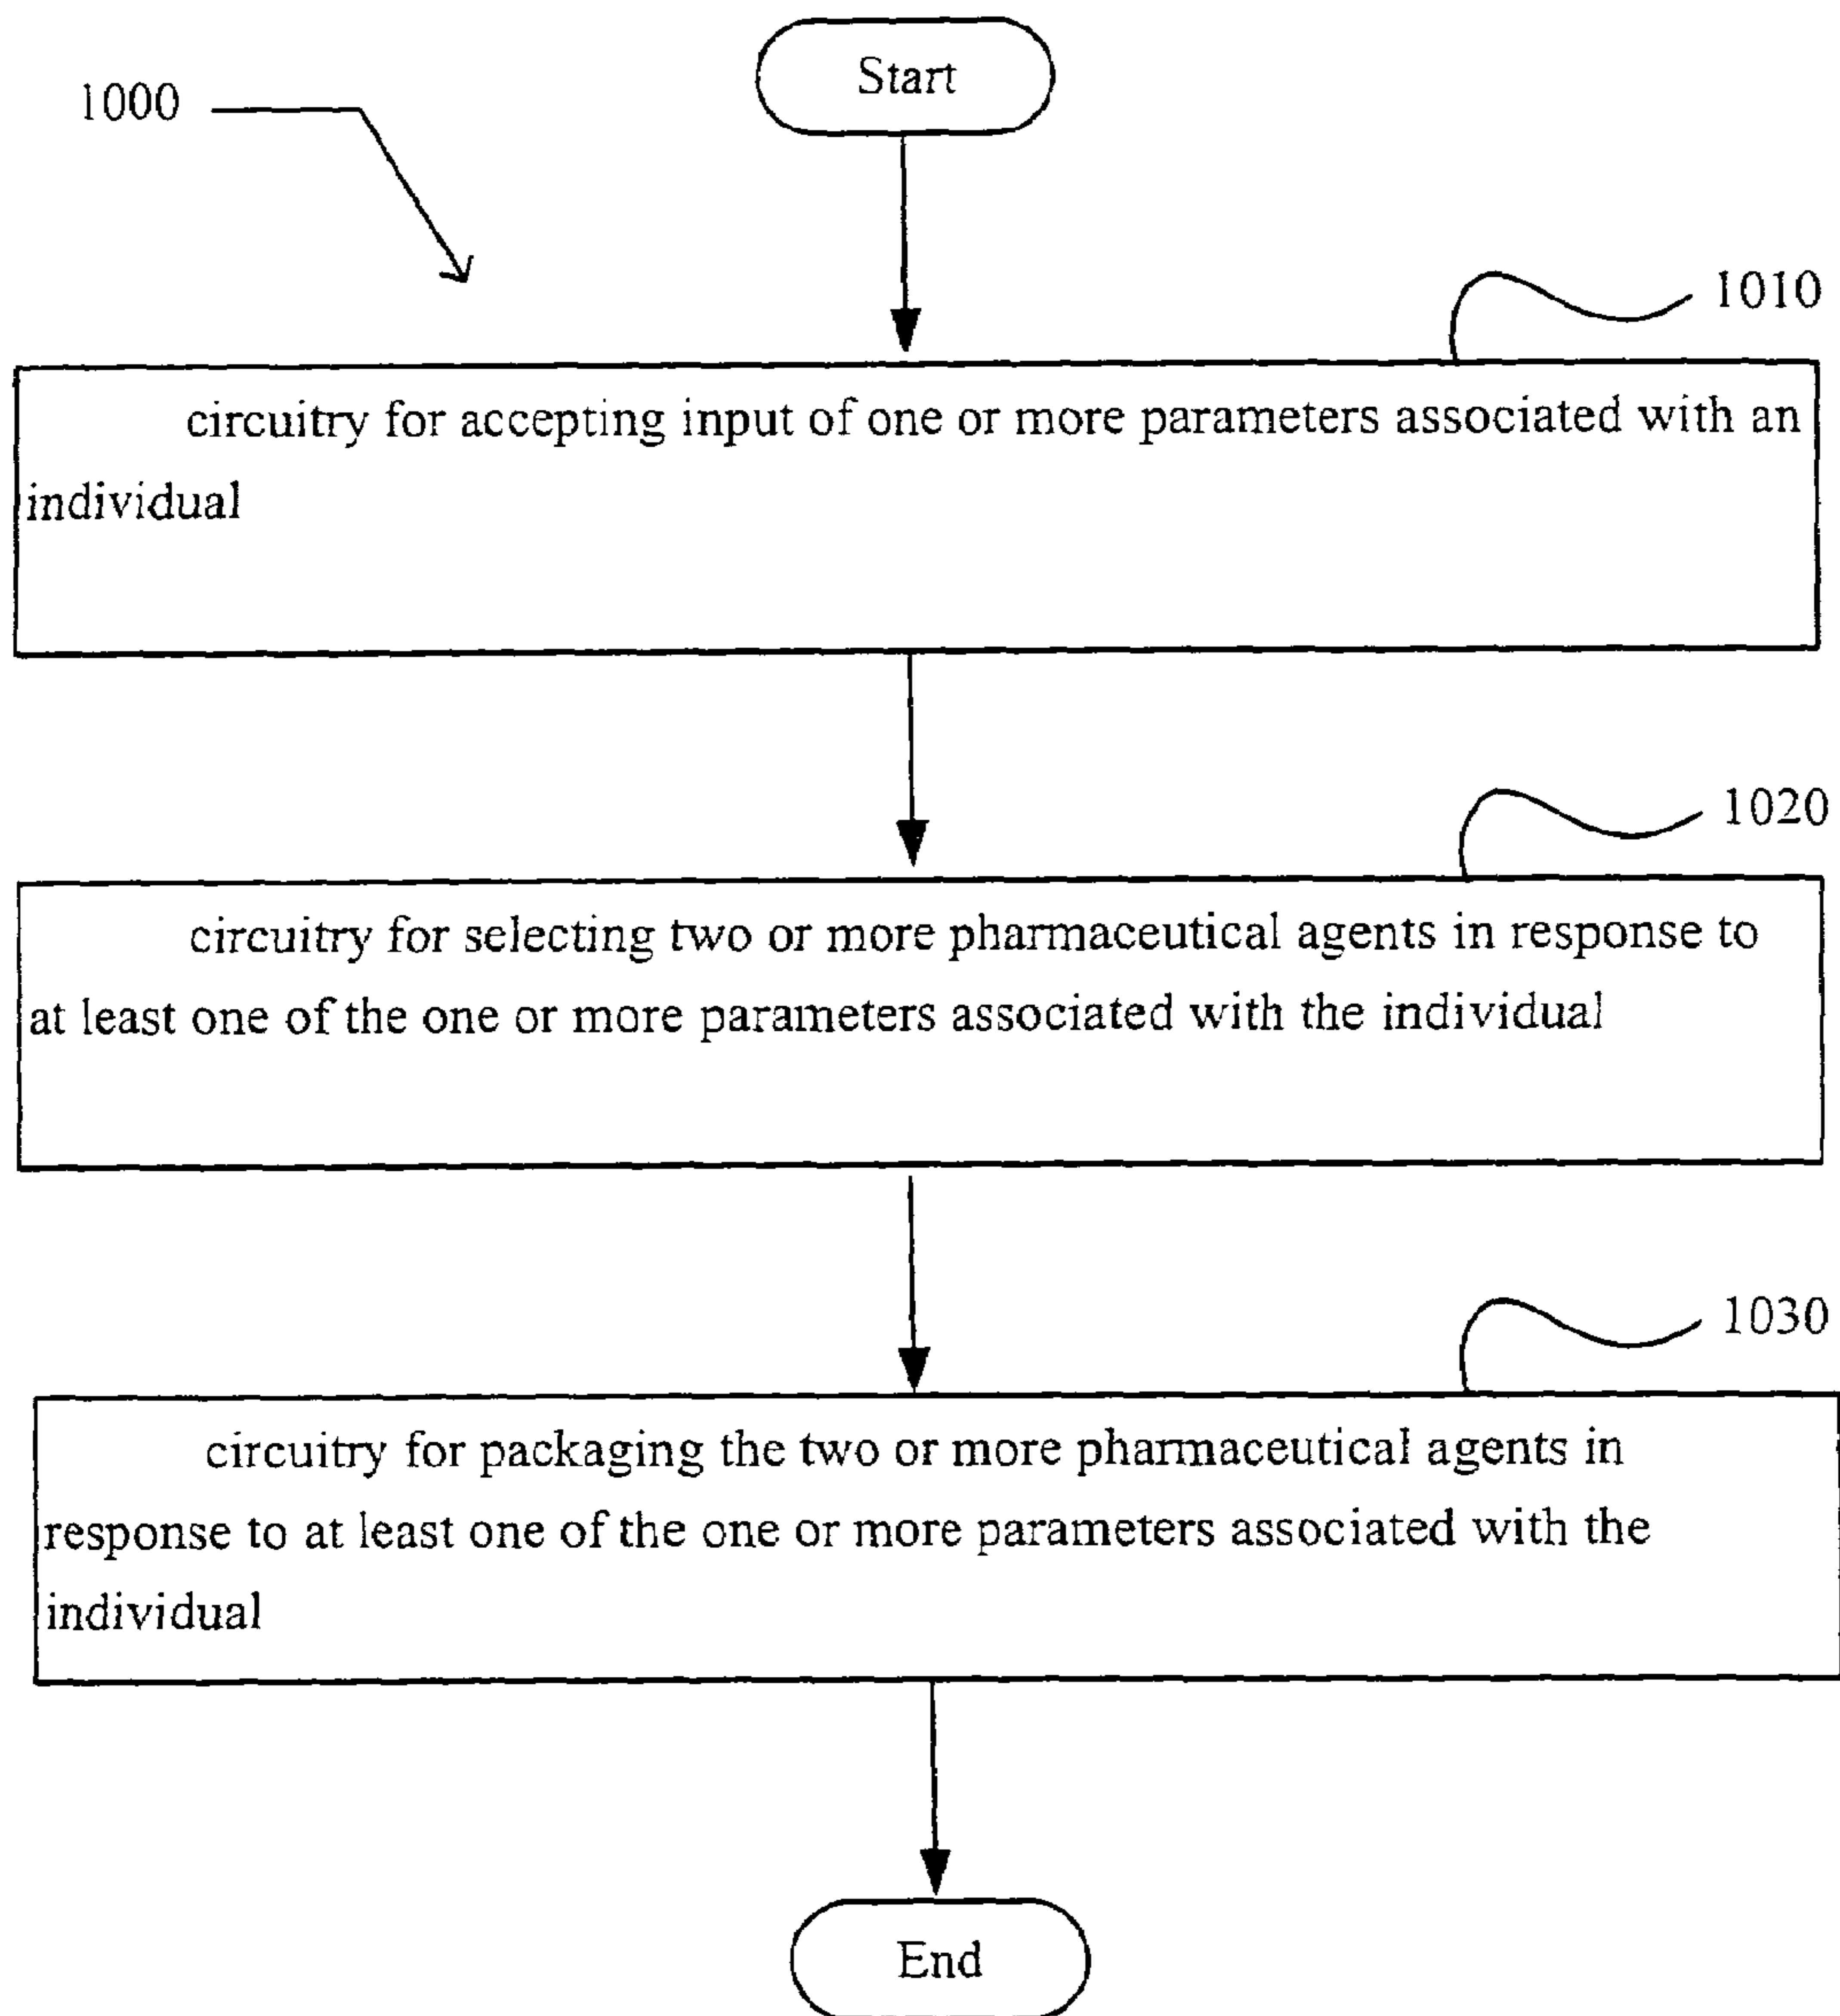 Start
1000
1010
circuitry for accepting input of one or more parameters associated with an
individual
1020
circuitry for selecting two or more pharmaceutical agents in response to
at least one of the one or more parameters associated with the individual
1030
circuitry for packaging the two or more pharmaceutical agents in
response to at least one of the one or more parameters associated with the
individual
End